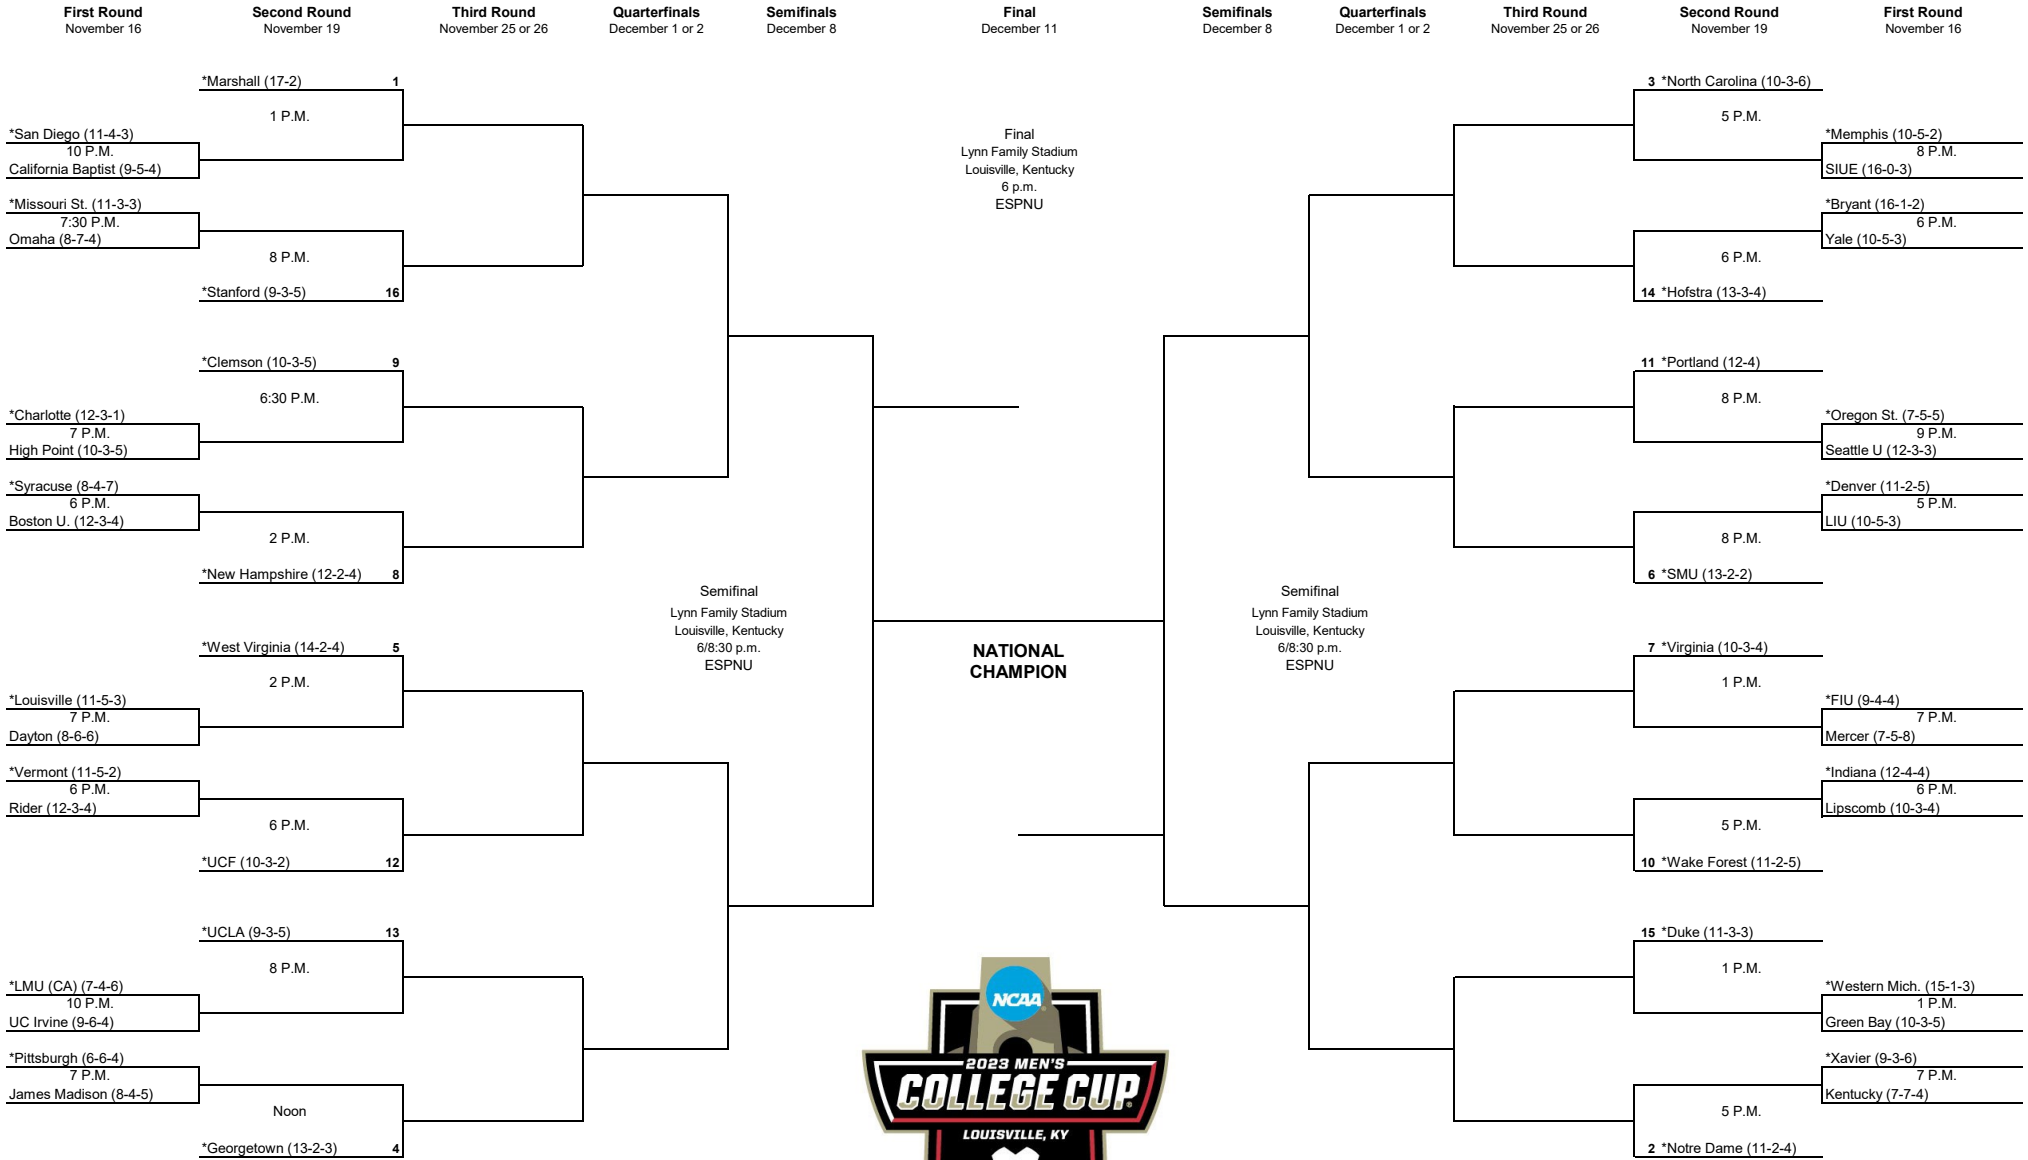 First Round
November 16
Second Round
November 19
Third Round
November 25 or 26
Quarterfinals
December 1 or 2
Semifinals
December 8
Final
December 11
Semifinals
December 8
Quarterfinals
December 1 or 2
Third Round
November 25 or 26
Second Round
November 19
First Round
November 16
*Marshall (17-2) 1
1 P.M.
*San Diego (11-4-3)
10 P.M.
California Baptist (9-5-4)
*Missouri St. (11-3-3)
7:30 P.M.
Omaha (8-7-4)
8 P.M.
*Stanford (9-3-5) 16
*Clemson (10-3-5) 9
6:30 P.M.
*Charlotte (12-3-1)
7 P.M.
High Point (10-3-5)
*Syracuse (8-4-7)
6 P.M.
Boston U. (12-3-4)
2 P.M.
*New Hampshire (12-2-4) 8
*West Virginia (14-2-4) 5
2 P.M.
*Louisville (11-5-3)
7 P.M.
Dayton (8-6-6)
*Vermont (11-5-2)
6 P.M.
Rider (12-3-4)
6 P.M.
*UCF (10-3-2) 12
*UCLA (9-3-5) 13
8 P.M.
*LMU (CA) (7-4-6)
10 P.M.
UC Irvine (9-6-4)
*Pittsburgh (6-6-4)
7 P.M.
James Madison (8-4-5)
Noon
*Georgetown (13-2-3) 4
Semifinal
Lynn Family Stadium
Louisville, Kentucky
6/8:30 p.m.
ESPNU
Final
Lynn Family Stadium
Louisville, Kentucky
6 p.m.
ESPNU
NATIONAL
CHAMPION
NCAA
2023 MEN'S
COLLEGE CUP®
LOUISVILLE, KY
Semifinal
Lynn Family Stadium
Louisville, Kentucky
6/8:30 p.m.
ESPNU
3 *North Carolina (10-3-6)
5 P.M.
*Memphis (10-5-2)
8 P.M.
SIUE (16-0-3)
*Bryant (16-1-2)
6 P.M.
Yale (10-5-3)
6 P.M.
14 *Hofstra (13-3-4)
11 *Portland (12-4)
8 P.M.
*Oregon St. (7-5-5)
9 P.M.
Seattle U (12-3-3)
*Denver (11-2-5)
5 P.M.
LIU (10-5-3)
8 P.M.
6 *SMU (13-2-2)
7 *Virginia (10-3-4)
1 P.M.
*FIU (9-4-4)
7 P.M.
Mercer (7-5-8)
*Indiana (12-4-4)
6 P.M.
Lipscomb (10-3-4)
5 P.M.
10 *Wake Forest (11-2-5)
15 *Duke (11-3-3)
1 P.M.
*Western Mich. (15-1-3)
1 P.M.
Green Bay (10-3-5)
*Xavier (9-3-6)
7 P.M.
Kentucky (7-7-4)
5 P.M.
2 *Notre Dame (11-2-4)